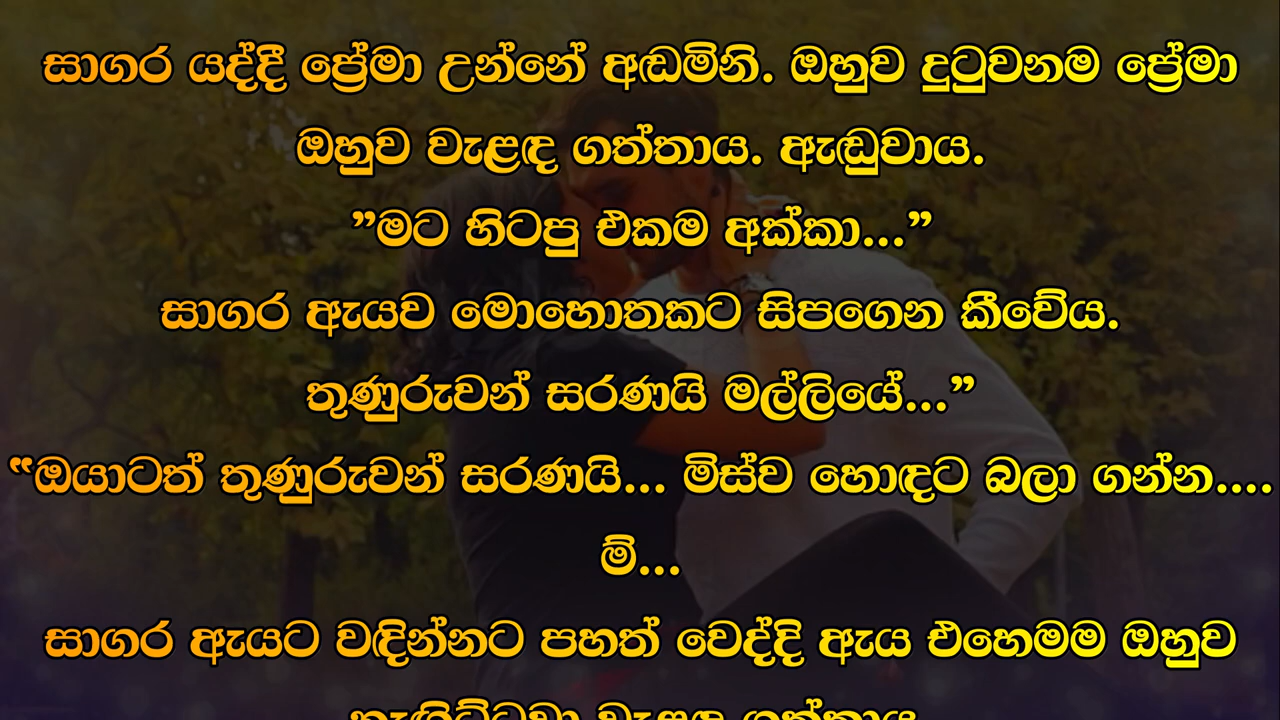 සාගර යද්දී ප්‍රේමා උන්නේ අඬමිනි. ඔහුව දුටුවනම ප්‍රේමා
ඔහුව වැළඳ ගත්තාය. ඇඬුවාය.
”මට හිටපු එකම අක්කා...”
සාගර ඇයව මොහොතකට සිපගෙන කීවේය.
තුණුරුවන් සරණයි මල්ලියේ...”
“ඔයාටත් තුණුරුවන් සරණයි... මිස්ව හොඳට බලා ගන්න....
ම්...
සාගර ඇයට වඳින්නට පහත් වෙද්දි ඇය එහෙමම ඔහුව